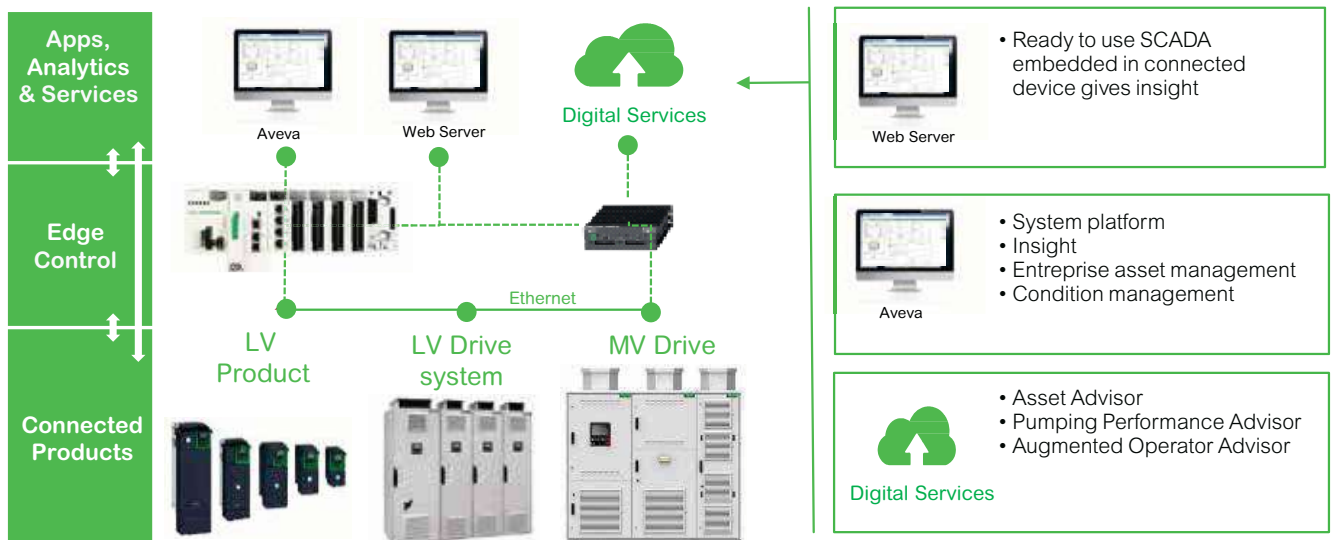 Apps,
Analytics
& Services
Edge
Control
Connected
Products
Aveva
Web Server
Digital Services
Ethernet
LV
Product
LV Drive
system
MV Drive
Web Server
• Ready to use SCADA
embedded in connected
device gives insight
Aveva
• System platform
• Insight
• Entreprise asset management
• Condition management
Digital Services
• Asset Advisor
• Pumping Performance Advisor
• Augmented Operator Advisor